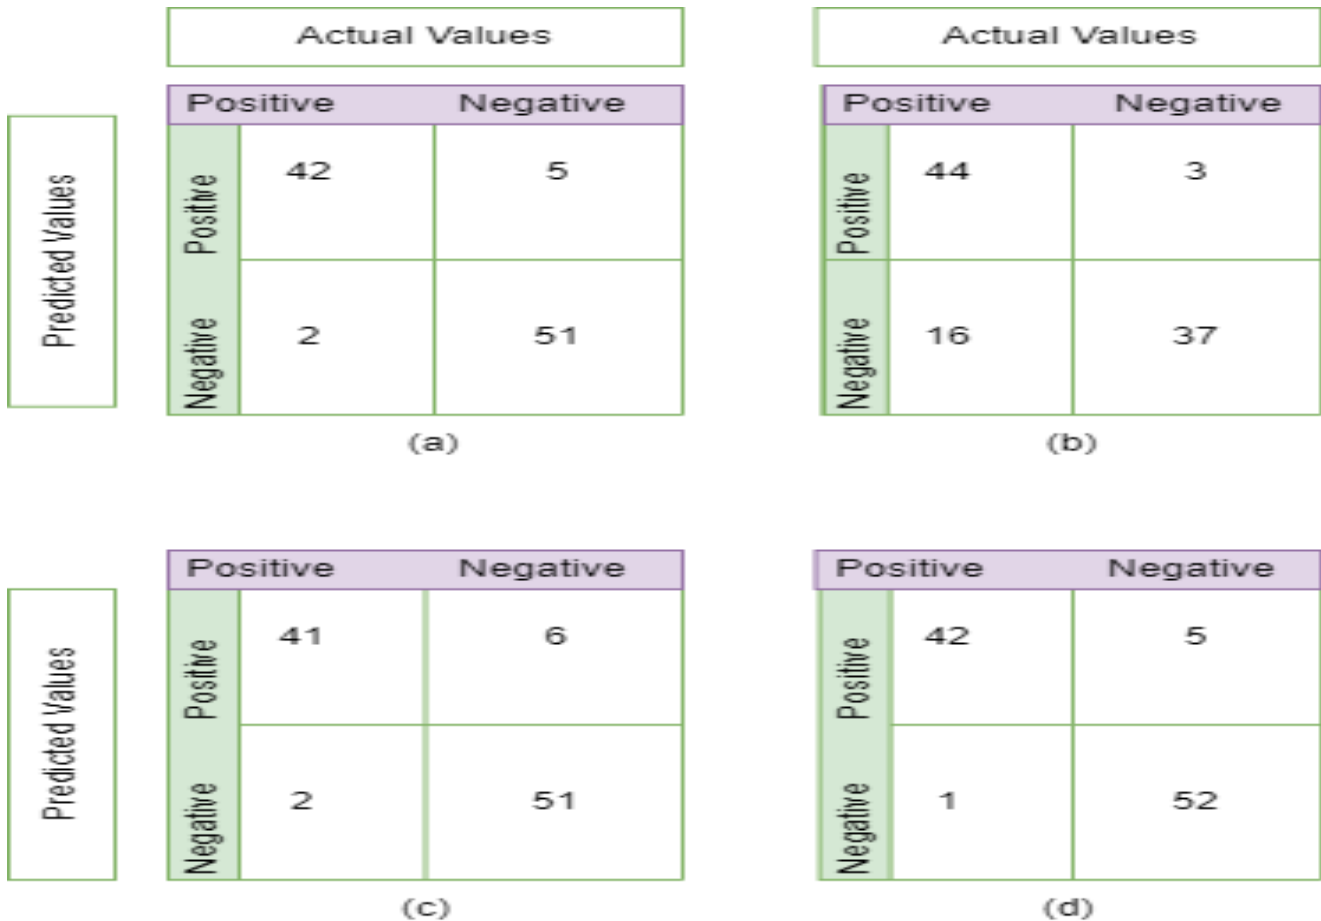 Actual Values
Actual Values
Positive Negative
Positive Negative
Predicted Values
Positive
42 5
Negative
2 51
(a)
Positive
44 3
Negative
16 37
(b)
Positive Negative
Positive Negative
Predicted Values
Positive
41 6
Negative
2 51
(c)
Positive
42 5
Negative
1 52
(d)